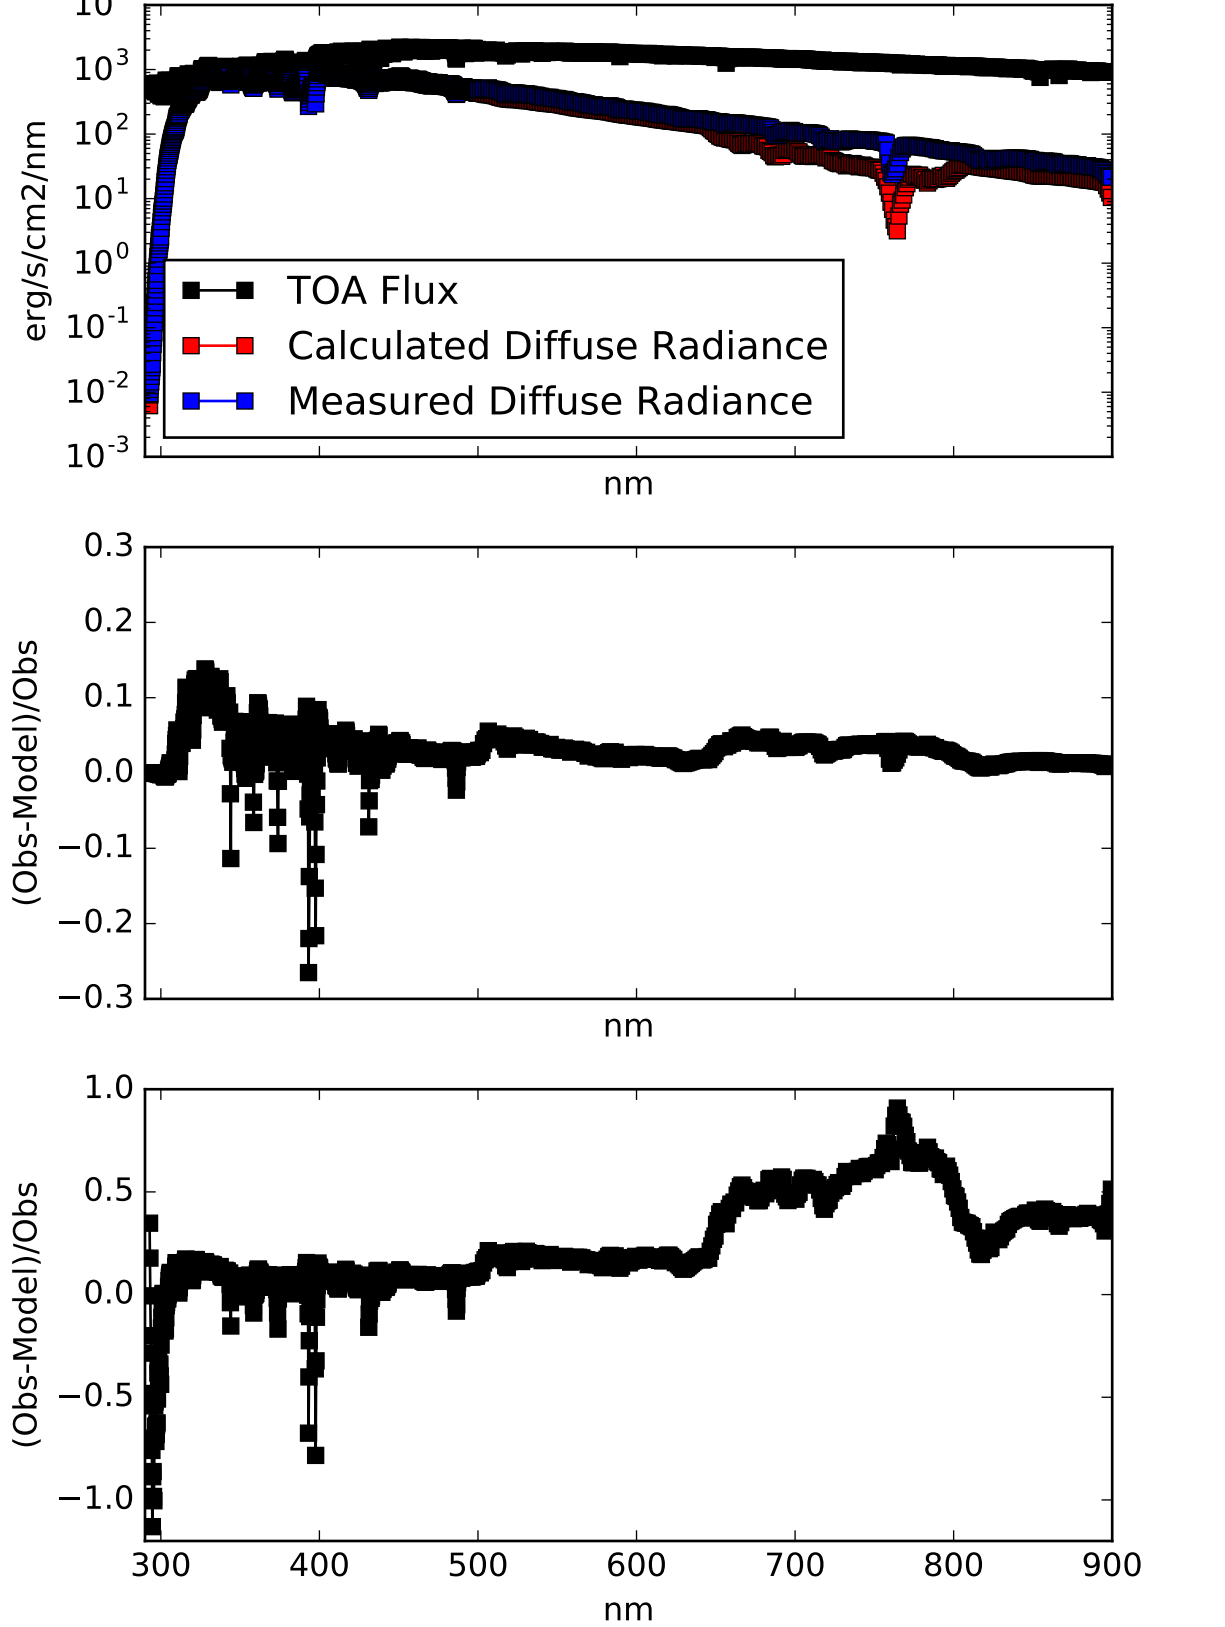 10
10^3
10^2
10^1
10^0
10^-1
10^-2
10^-3
erg/s/cm2/nm
TOA Flux
Calculated Diffuse Radiance
Measured Diffuse Radiance
nm
0.3
0.2
0.1
0.0
−0.1
−0.2
−0.3
(Obs-Model)/Obs
nm
1.0
0.5
0.0
−0.5
−1.0
(Obs-Model)/Obs
300 400 500 600 700 800 900
nm